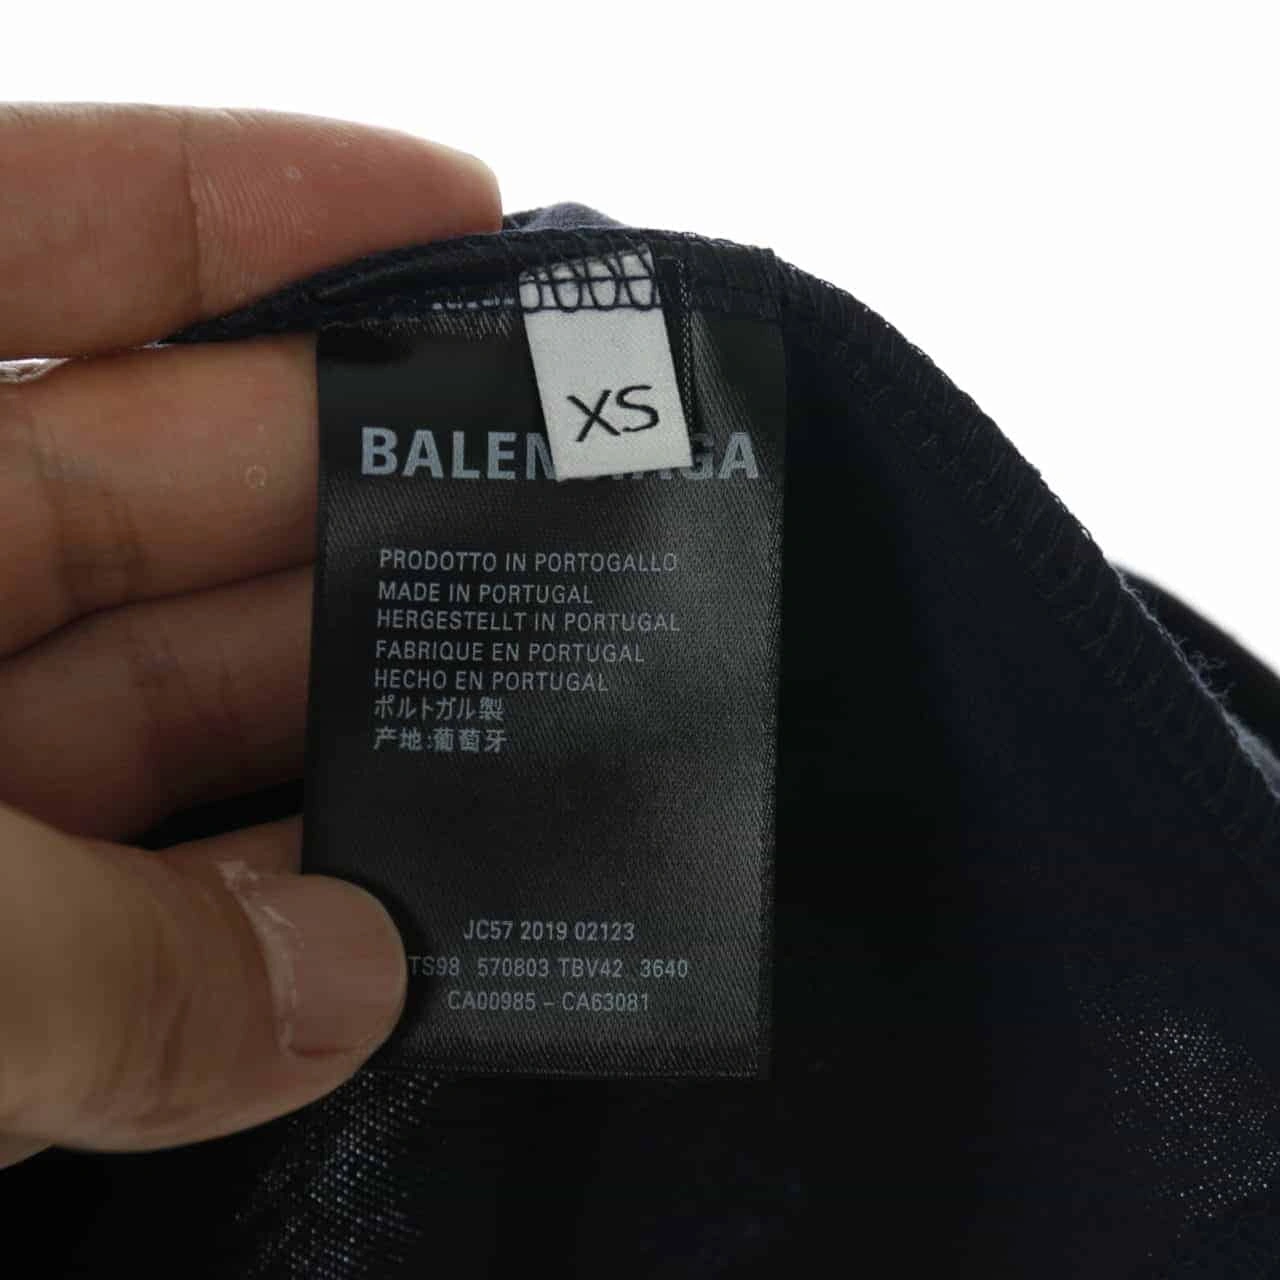 XS
BALEN AGA
PRODOTTO IN PORTOGALLO
MADE IN PORTUGAL
HERGESTELLT IN PORTUGAL
FABRIQUE EN PORTUGAL
HECHO EN PORTUGAL
ポルトガル製
产地:葡萄牙
JC57 2019 02123
TS98 570803 TBV42 3640
CA00985 – CA63081